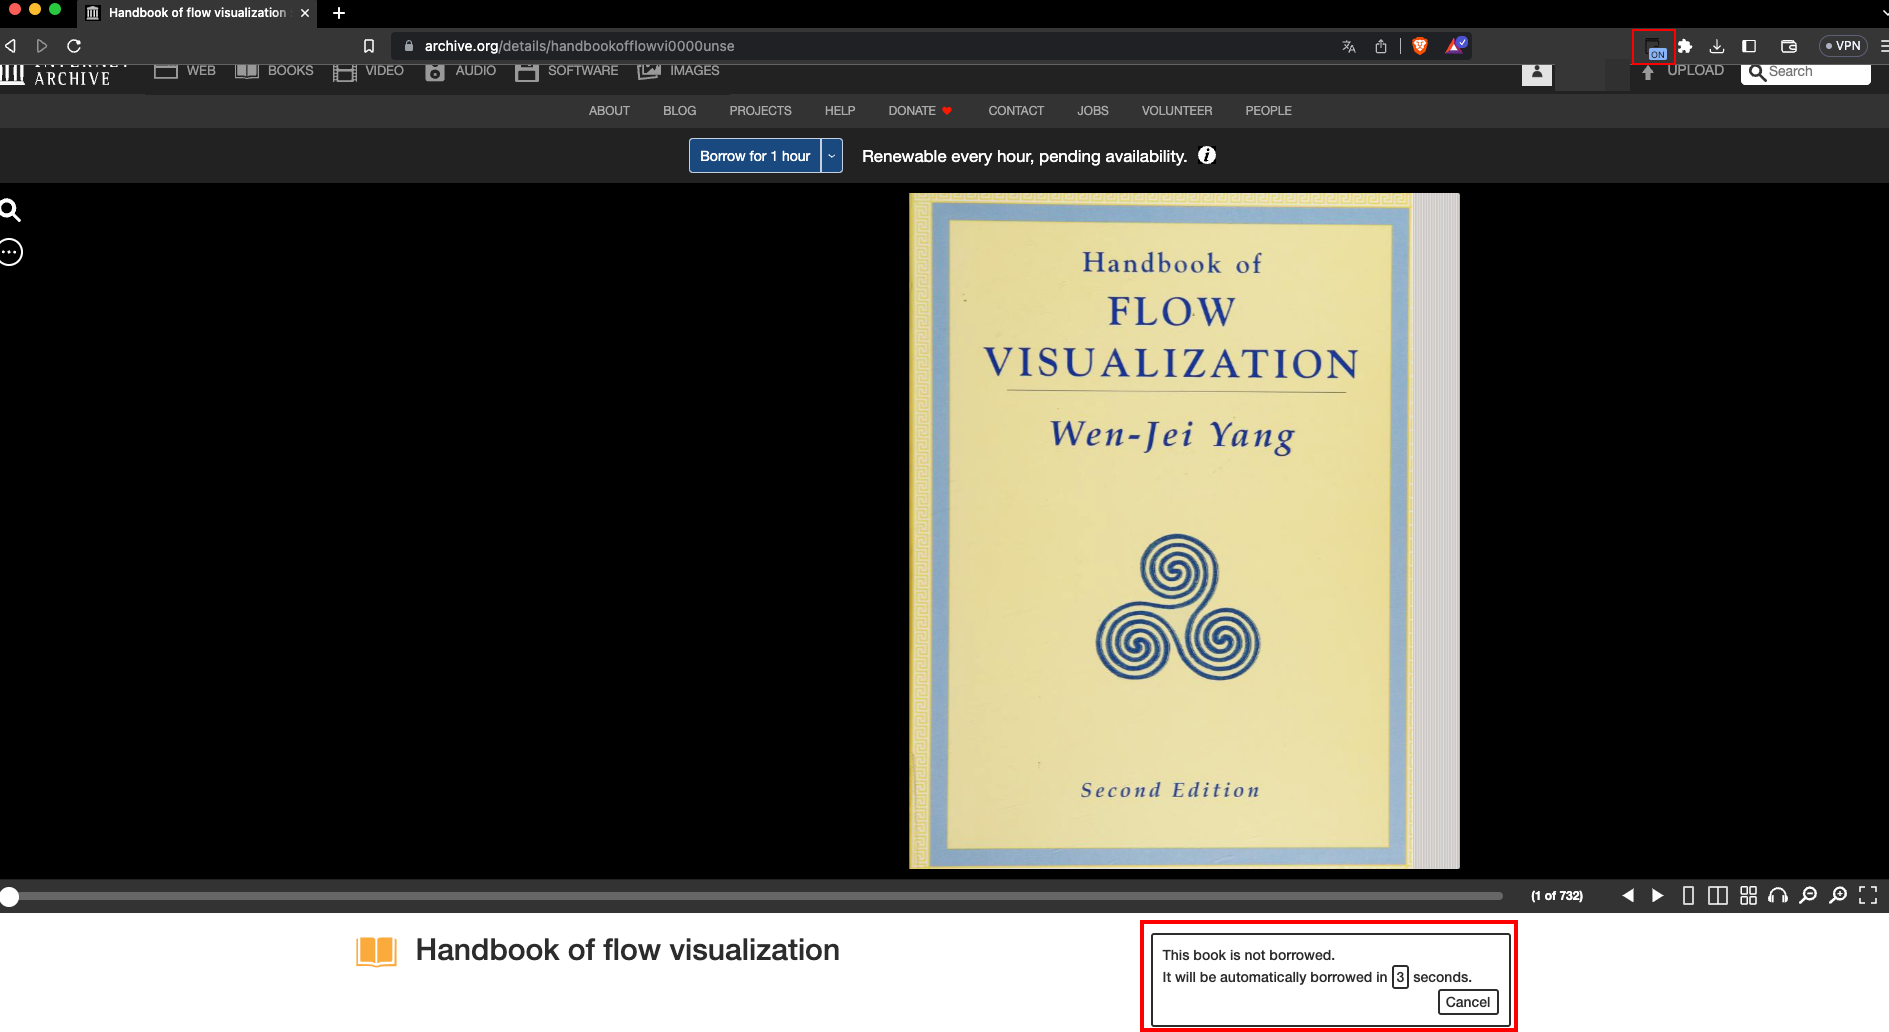 Handbook of flow visualization
archive.org/details/handbookofflowvi0000unse
ON
VPN
INTERNET
ARCHIVE
WEB
BOOKS
VIDEO
AUDIO
SOFTWARE
IMAGES
UPLOAD
Search
ABOUT
BLOG
PROJECTS
HELP
DONATE
CONTACT
JOBS
VOLUNTEER
PEOPLE
Borrow for 1 hour
Renewable every hour, pending availability.
Handbook of
FLOW
VISUALIZATION
Wen-Jei Yang
Second Edition
(1 of 732)
Handbook of flow visualization
This book is not borrowed.
It will be automatically borrowed in 3 seconds.
Cancel